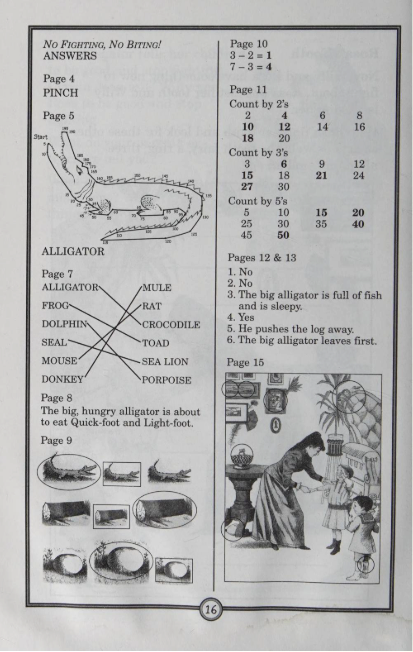 NO FIGHTING, NO BITING!
ANSWERS
Page 4
PINCH
Page 5
Start
ALLIGATOR
Page 7
ALLIGATOR MULE
FROG RAT
DOLPHIN CROCODILE
SEAL TOAD
MOUSE SEA LION
DONKEY PORPOISE
Page 8
The big, hungry alligator is about
to eat Quick-foot and Light-foot.
Page 9
Page 10
3 – 2 = 1
7 – 3 = 4
Page 11
Count by 2's
2 4 6 8
10 12 14 16
18 20
Count by 3's
3 6 9 12
15 18 21 24
27 30
Count by 5's
5 10 15 20
25 30 35 40
45 50
Pages 12 & 13
1. No
2. No
3. The big alligator is full of fish
and is sleepy.
4. Yes
5. He pushes the log away.
6. The big alligator leaves first.
Page 15
16